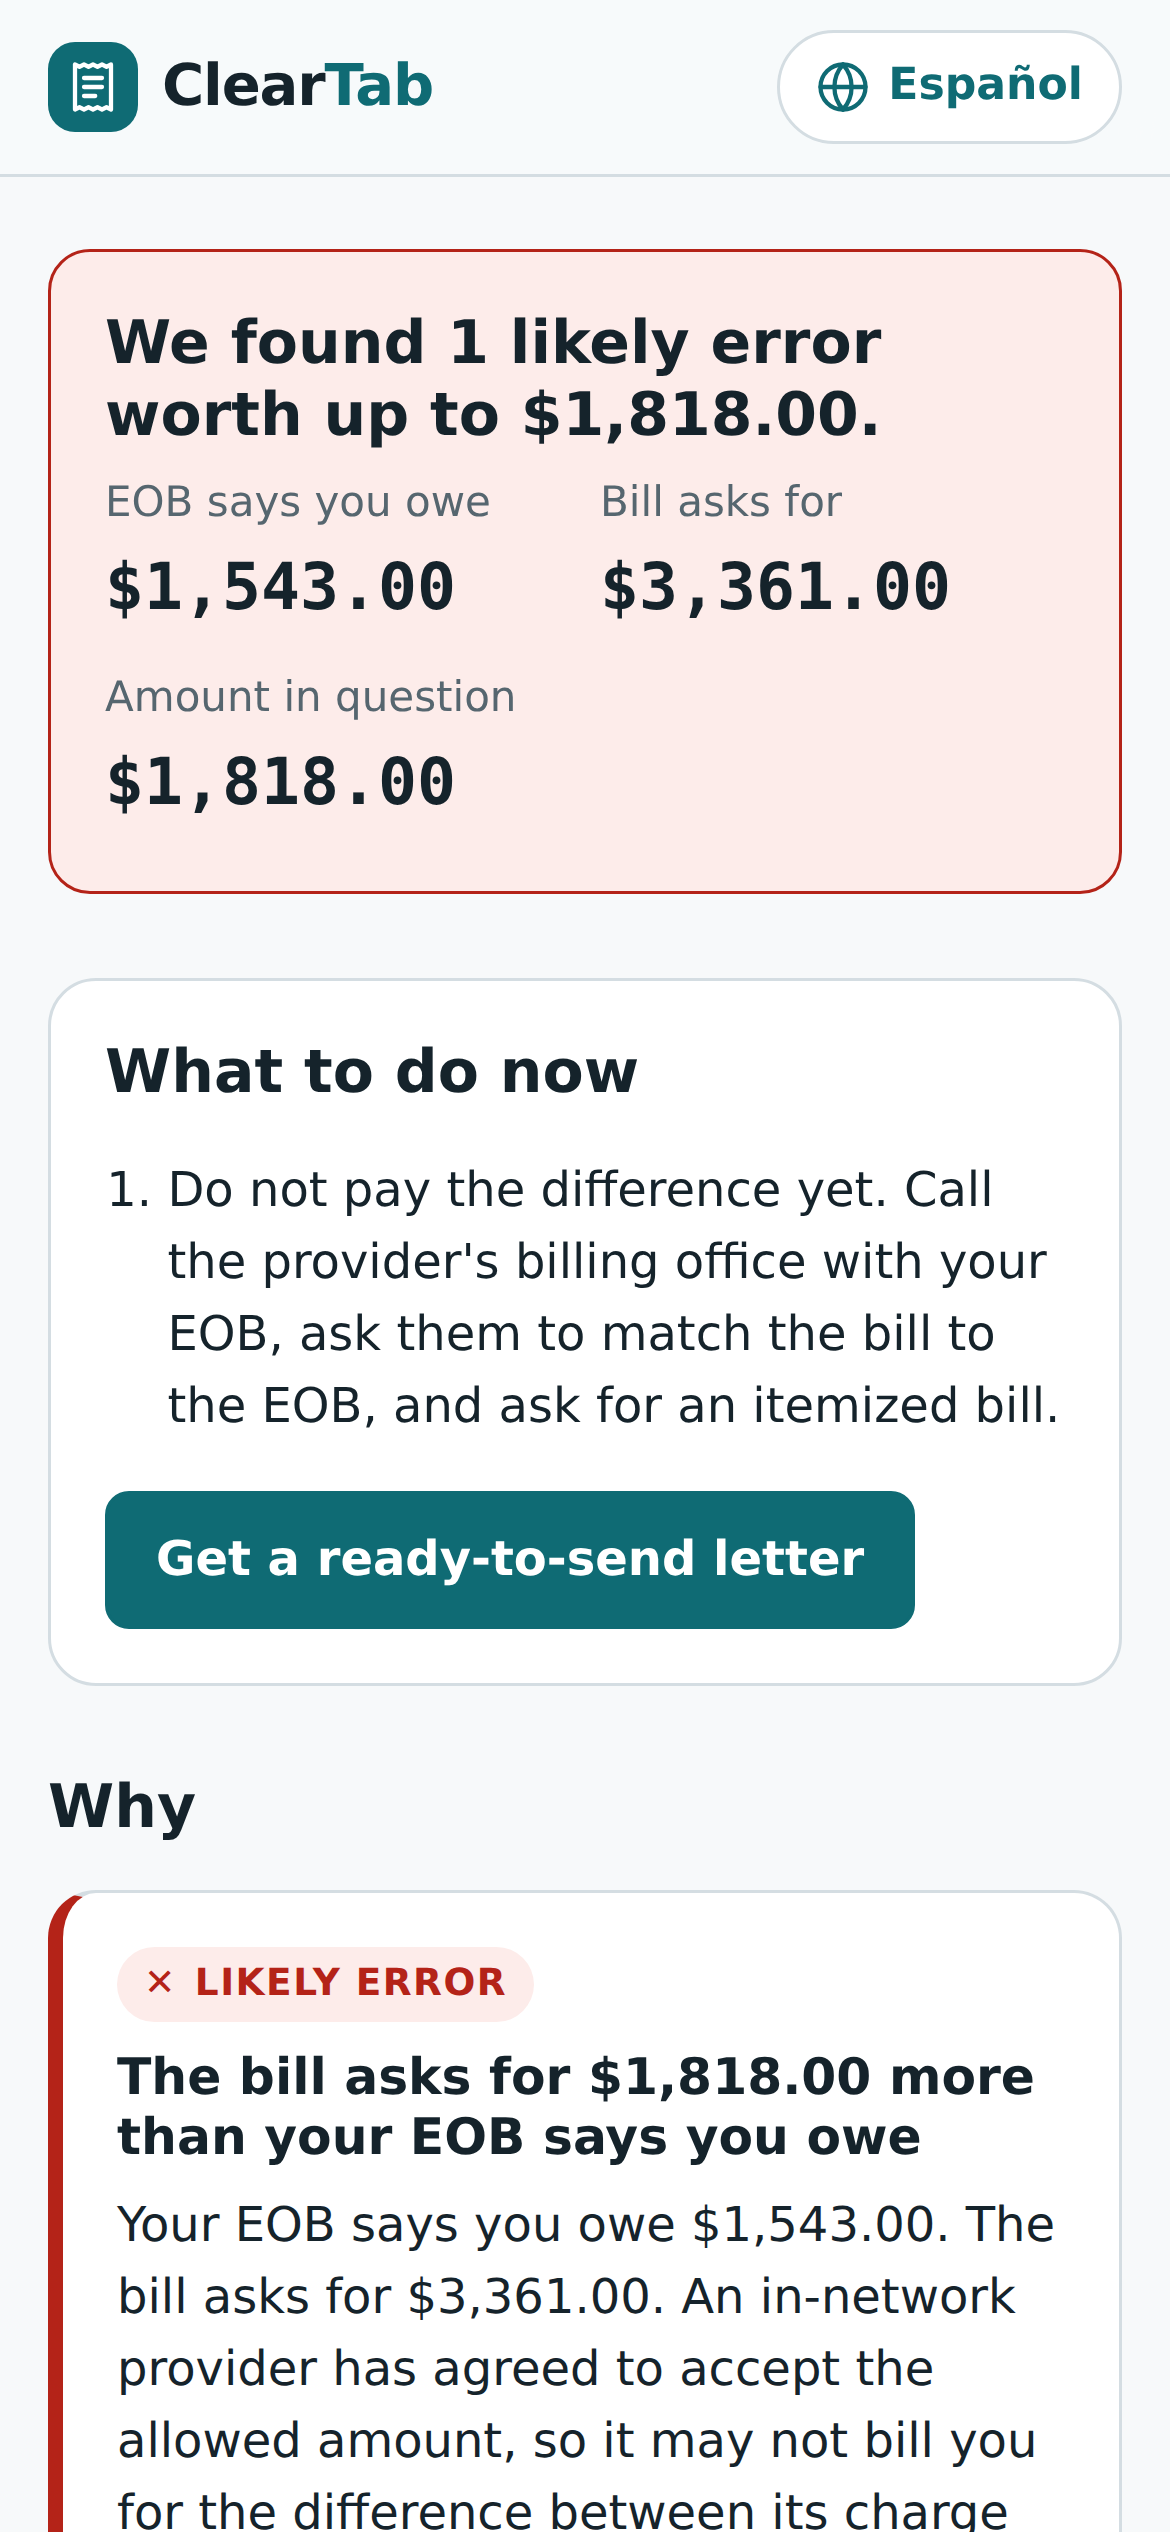 ClearTab
Español
We found 1 likely error
worth up to $1,818.00.
EOB says you owe
$1,543.00
Bill asks for
$3,361.00
Amount in question
$1,818.00
What to do now
1. Do not pay the difference yet. Call
the provider's billing office with your
EOB, ask them to match the bill to
the EOB, and ask for an itemized bill.
Get a ready-to-send letter
Why
× LIKELY ERROR
The bill asks for $1,818.00 more
than your EOB says you owe
Your EOB says you owe $1,543.00. The
bill asks for $3,361.00. An in-network
provider has agreed to accept the
allowed amount, so it may not bill you
for the difference between its charge